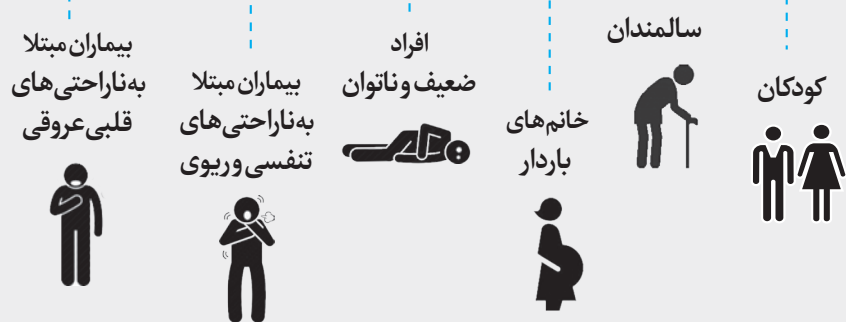 کودکان
سالمندان
خانم‌های
باردار
افراد
ضعیف و ناتوان
بیماران مبتلا
به‌ناراحتی‌های
تنفسی و ریوی
بیماران مبتلا
به‌ناراحتی‌های
قلبی‌عروقی